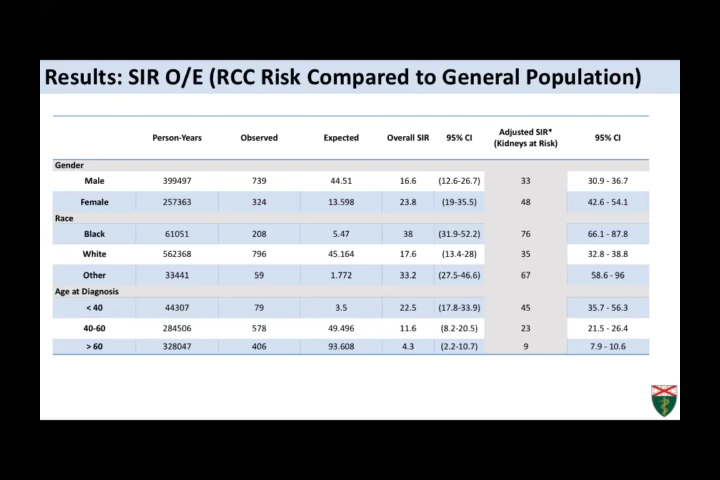 Results: SIR O/E (RCC Risk Compared to General Population)
Person-Years Observed Expected Overall SIR 95% CI Adjusted SIR* (Kidneys at Risk) 95% CI
Gender
Male 399497 739 44.51 16.6 (12.6-26.7) 33 30.9 - 36.7
Female 257363 324 13.598 23.8 (19-35.5) 48 42.6 - 54.1
Race
Black 61051 208 5.47 38 (31.9-52.2) 76 66.1 - 87.8
White 562368 796 45.164 17.6 (13.4-28) 35 32.8 - 38.8
Other 33441 59 1.772 33.2 (27.5-46.6) 67 58.6 - 96
Age at Diagnosis
< 40 44307 79 3.5 22.5 (17.8-33.9) 45 35.7 - 56.3
40-60 284506 578 49.496 11.6 (8.2-20.5) 23 21.5 - 26.4
> 60 328047 406 93.608 4.3 (2.2-10.7) 9 7.9 - 10.6